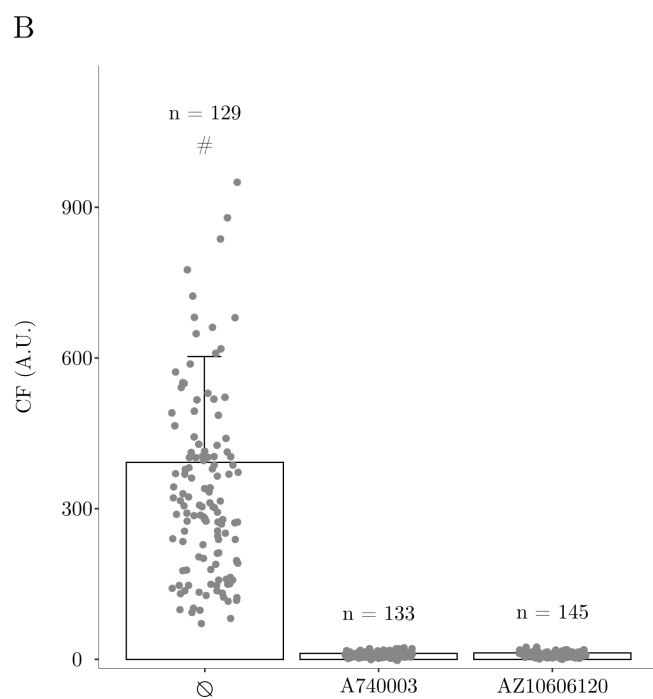 B
n = 129
#
900
600
300
0
CF (A.U.)
n = 133
n = 145
∅
A740003
AZ10606120